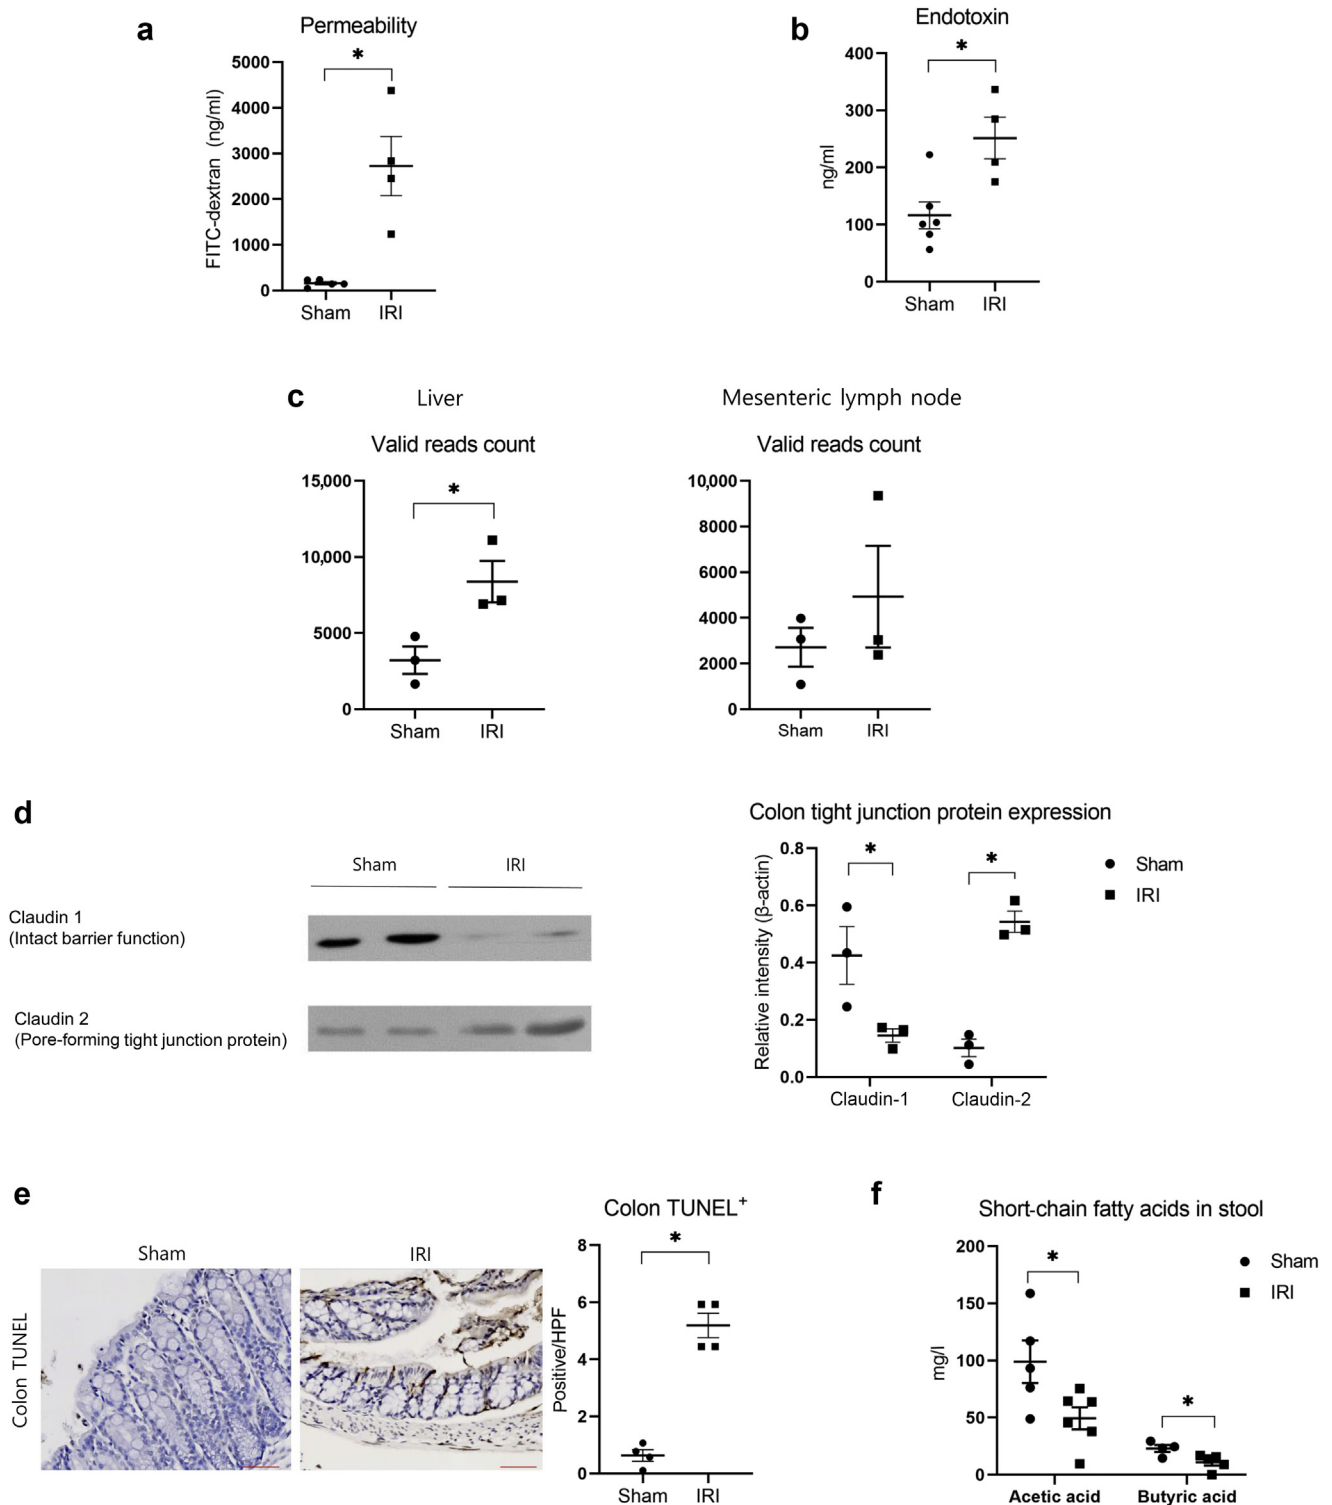 a
Permeability
*
FITC-dextran (ng/ml)
5000
4000
3000
2000
1000
0
Sham IRI
b
Endotoxin
*
ng/ml
400
300
200
100
0
Sham IRI
c
Liver
Valid reads count
*
15,000
10,000
5000
0
Sham IRI
Mesenteric lymph node
Valid reads count
10,000
8000
6000
4000
2000
0
Sham IRI
d
Sham IRI
Claudin 1
(Intact barrier function)
Claudin 2
(Pore-forming tight junction protein)
Colon tight junction protein expression
Relative intensity (β-actin)
0.8
0.6
0.4
0.2
0.0
* *
Claudin-1 Claudin-2
Sham
IRI
e
Sham IRI
Colon TUNEL
Colon TUNEL+
*
Positive/HPF
8
6
4
2
0
Sham IRI
f
Short-chain fatty acids in stool
mg/l
200
150
100
50
0
* *
Acetic acid Butyric acid
Sham
IRI